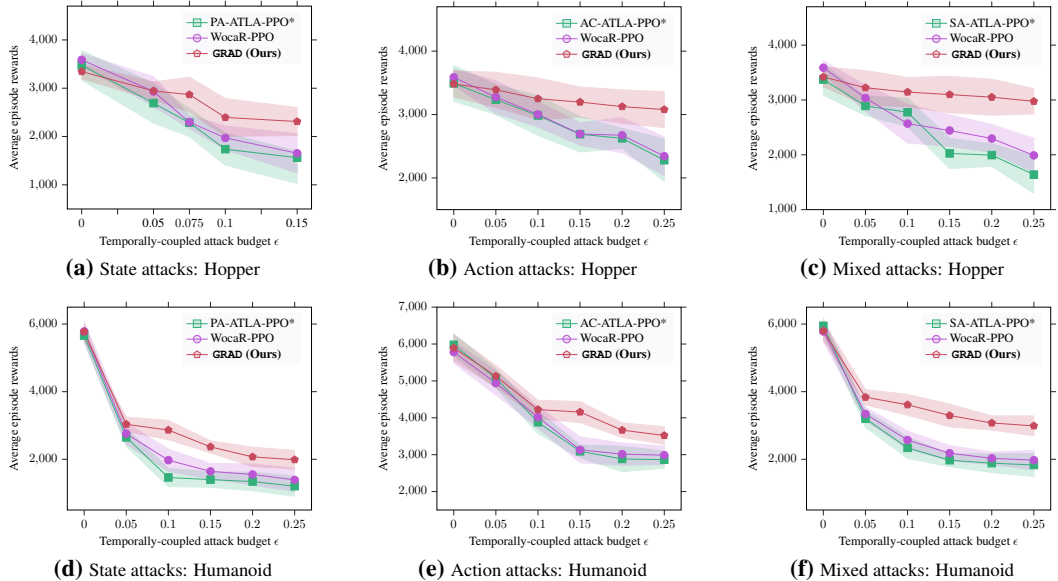 PA-ATLA-PPO*
WocaR-PPO
GRAD (Ours)
4,000
3,000
2,000
1,000
0
0.05
0.075
0.1
0.15
Average episode rewards
Temporally-coupled attack budget ϵ
(a) State attacks: Hopper
AC-ATLA-PPO*
WocaR-PPO
GRAD (Ours)
4,000
3,000
2,000
0
0.05
0.1
0.15
0.2
0.25
Average episode rewards
Temporally-coupled attack budget ϵ
(b) Action attacks: Hopper
SA-ATLA-PPO*
WocaR-PPO
GRAD (Ours)
4,000
3,000
2,000
1,000
0
0.05
0.1
0.15
0.2
0.25
Average episode rewards
Temporally-coupled attack budget ϵ
(c) Mixed attacks: Hopper
PA-ATLA-PPO*
WocaR-PPO
GRAD (Ours)
6,000
4,000
2,000
0
0.05
0.1
0.15
0.2
0.25
Average episode rewards
Temporally-coupled attack budget ϵ
(d) State attacks: Humanoid
AC-ATLA-PPO*
WocaR-PPO
GRAD (Ours)
7,000
6,000
5,000
4,000
3,000
2,000
0
0.05
0.1
0.15
0.2
0.25
Average episode rewards
Temporally-coupled attack budget ϵ
(e) Action attacks: Humanoid
SA-ATLA-PPO*
WocaR-PPO
GRAD (Ours)
6,000
4,000
2,000
0
0.05
0.1
0.15
0.2
0.25
Average episode rewards
Temporally-coupled attack budget ϵ
(f) Mixed attacks: Humanoid